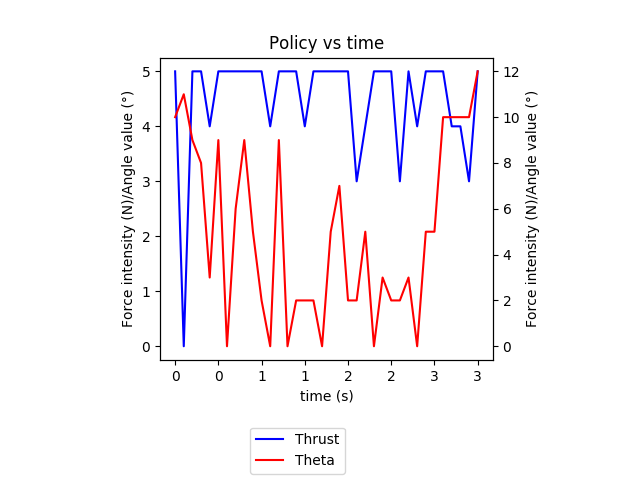 Policy vs time
5
4
3
2
1
0
Force intensity (N)/Angle value (°)
12
10
8
6
4
2
0
Force intensity (N)/Angle value (°)
0 0 1 1 2 2 3 3
time (s)
Thrust
Theta